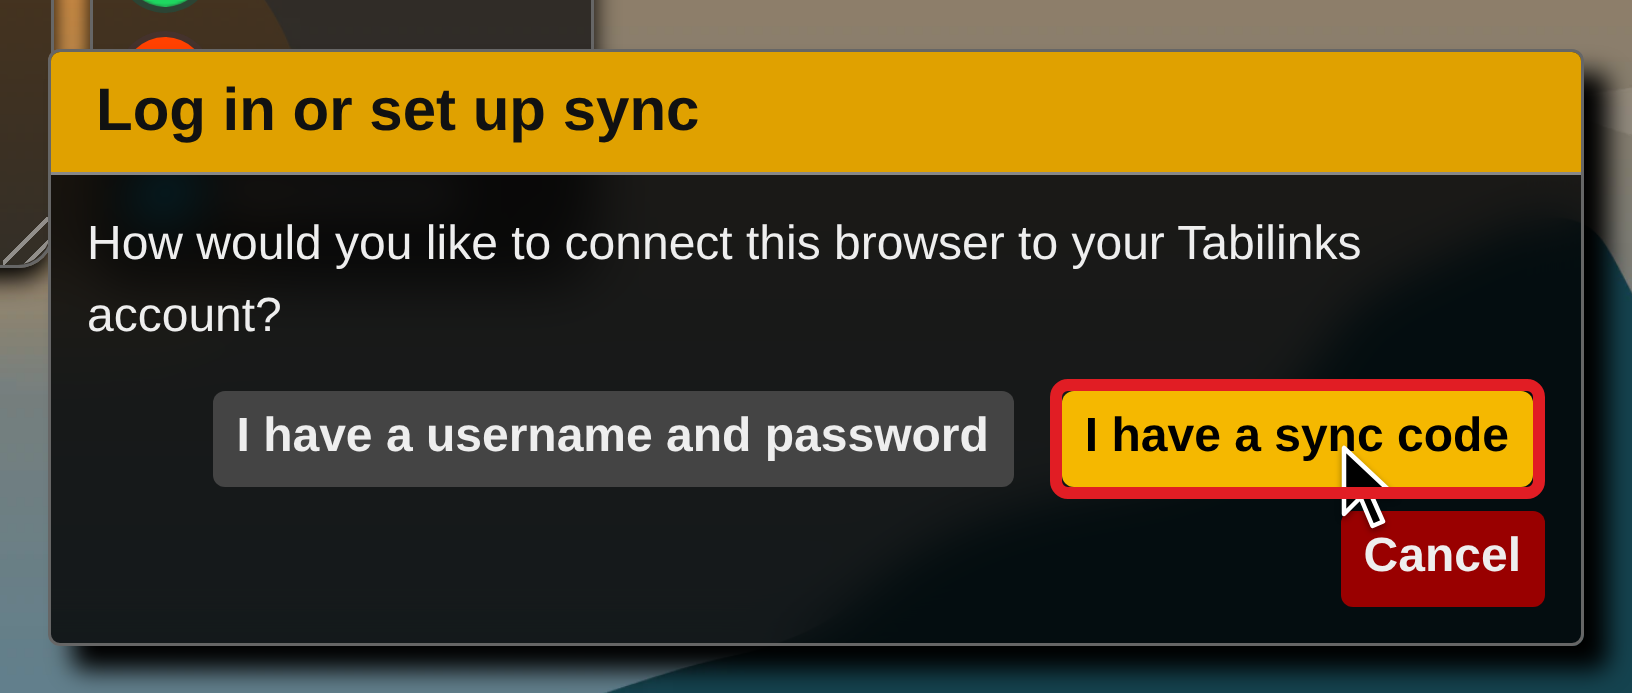 Log in or set up sync
How would you like to connect this browser to your Tabilinks
account?
I have a username and password
I have a sync code
Cancel